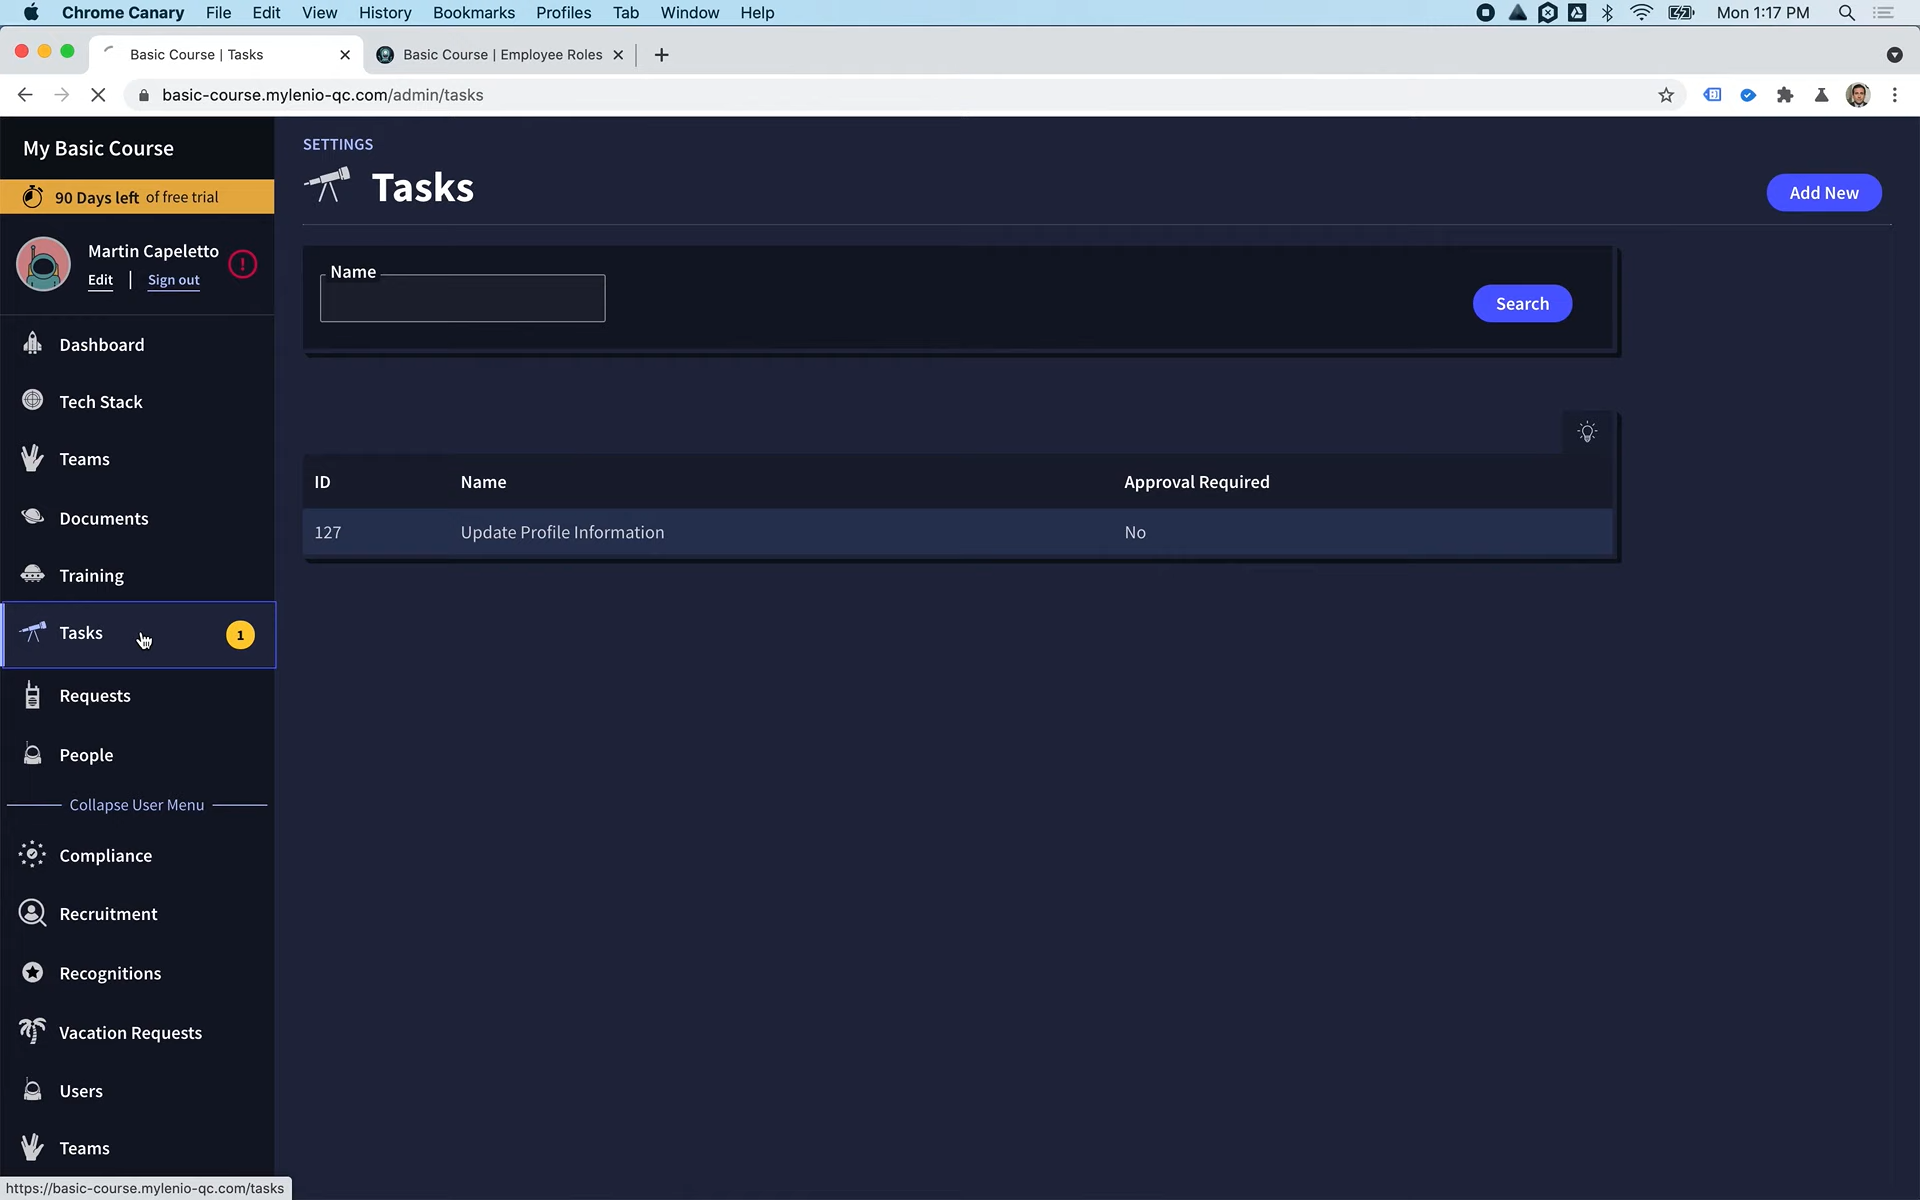 Chrome Canary File Edit View History Bookmarks Profiles Tab Window Help Mon 1:17 PM
Basic Course | Tasks
Basic Course | Employee Roles
basic-course.mylenio-qc.com/admin/tasks
My Basic Course
90 Days left of free trial
Martin Capeletto
Edit | Sign out
Dashboard
Tech Stack
Teams
Documents
Training
Tasks 1
Requests
People
Collapse User Menu
Compliance
Recruitment
Recognitions
Vacation Requests
Users
Teams
https://basic-course.mylenio-qc.com/tasks
SETTINGS
Tasks
Add New
Name
Search
ID Name Approval Required
127 Update Profile Information No